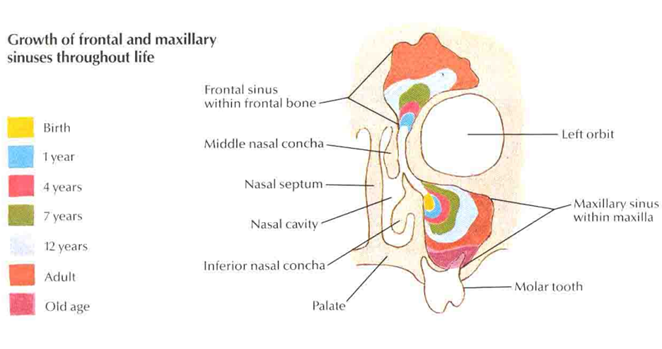 Growth of frontal and maxillary
sinuses throughout life
Birth
1 year
4 years
7 years
12 years
Adult
Old age
Frontal sinus
within frontal bone
Middle nasal concha
Nasal septum
Nasal cavity
Inferior nasal concha
Palate
Left orbit
Maxillary sinus
within maxilla
Molar tooth